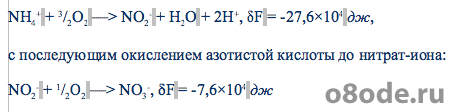 NH₄⁺ + ³/₂O₂—> NO₂⁻ + H₂O + 2H⁺, δF = -27,6×10⁴ дж,
с последующим окислением азотистой кислоты до нитрат-иона:
NO₂⁻ + ¹/₂O₂—> NO₃⁻, δF = -7,6×10⁴ дж
o8ode.ru